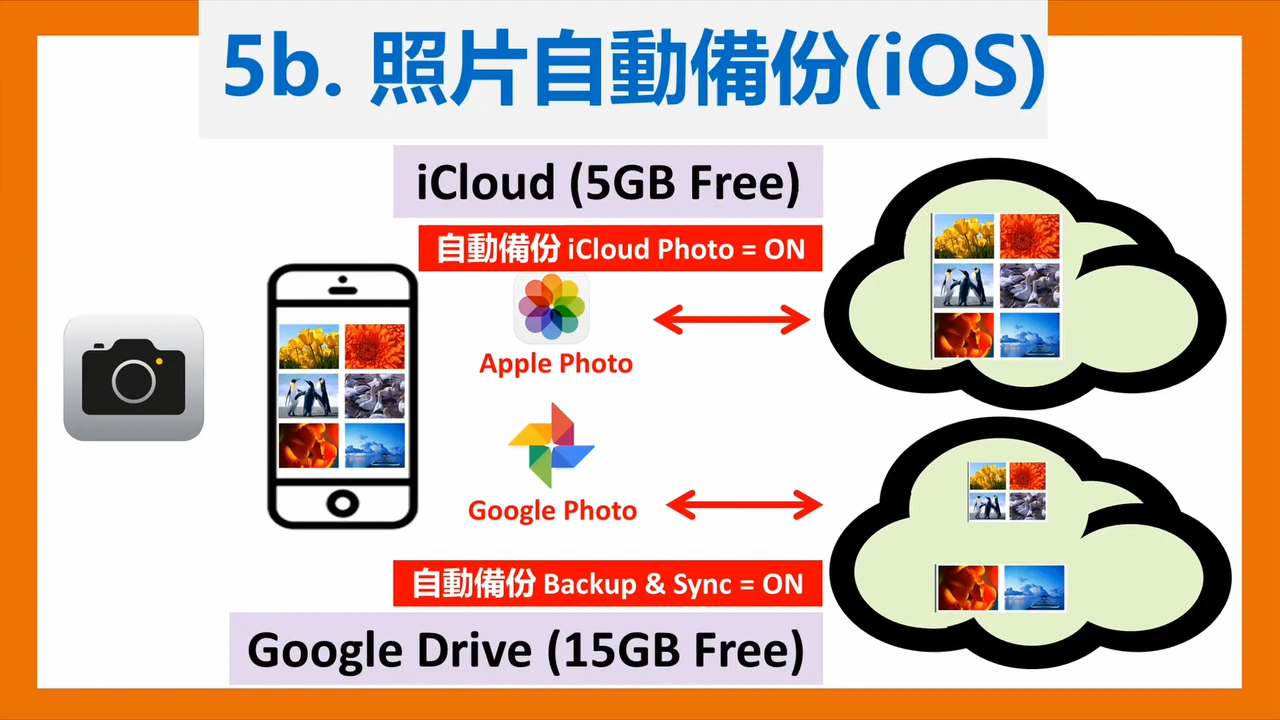 5b. 照片自動備份(iOS)
iCloud (5GB Free)
自動備份 iCloud Photo = ON
Apple Photo
Google Photo
自動備份 Backup & Sync = ON
Google Drive (15GB Free)